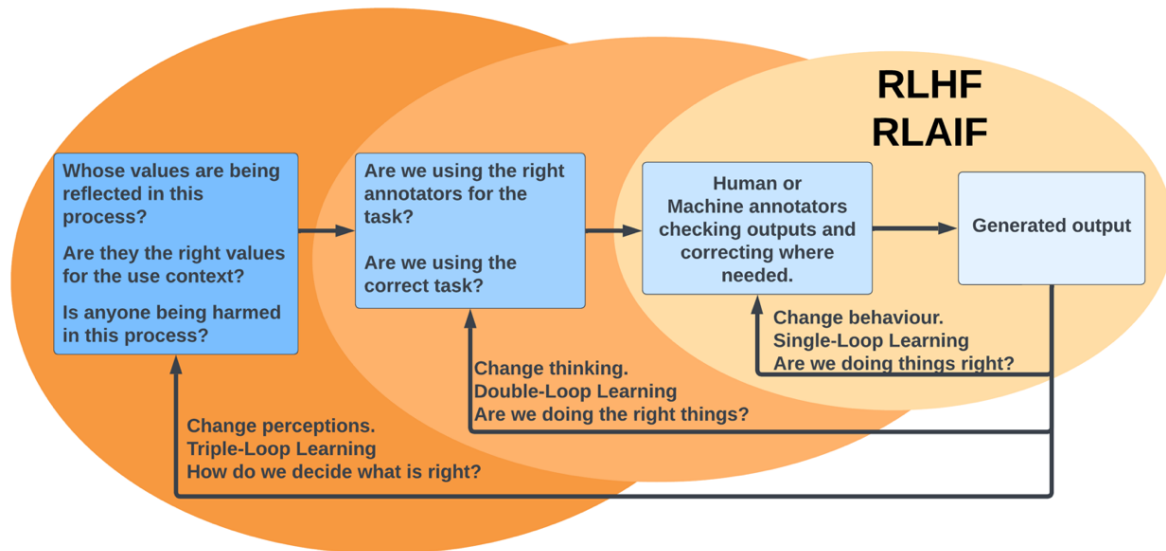 RLHF
RLAIF
Whose values are being
reflected in this
process?
Are they the right values
for the use context?
Is anyone being harmed
in this process?
Are we using the right
annotators for the
task?
Are we using the
correct task?
Human or
Machine annotators
checking outputs and
correcting where
needed.
Generated output
Change behaviour.
Single-Loop Learning
Are we doing things right?
Change thinking.
Double-Loop Learning
Are we doing the right things?
Change perceptions.
Triple-Loop Learning
How do we decide what is right?